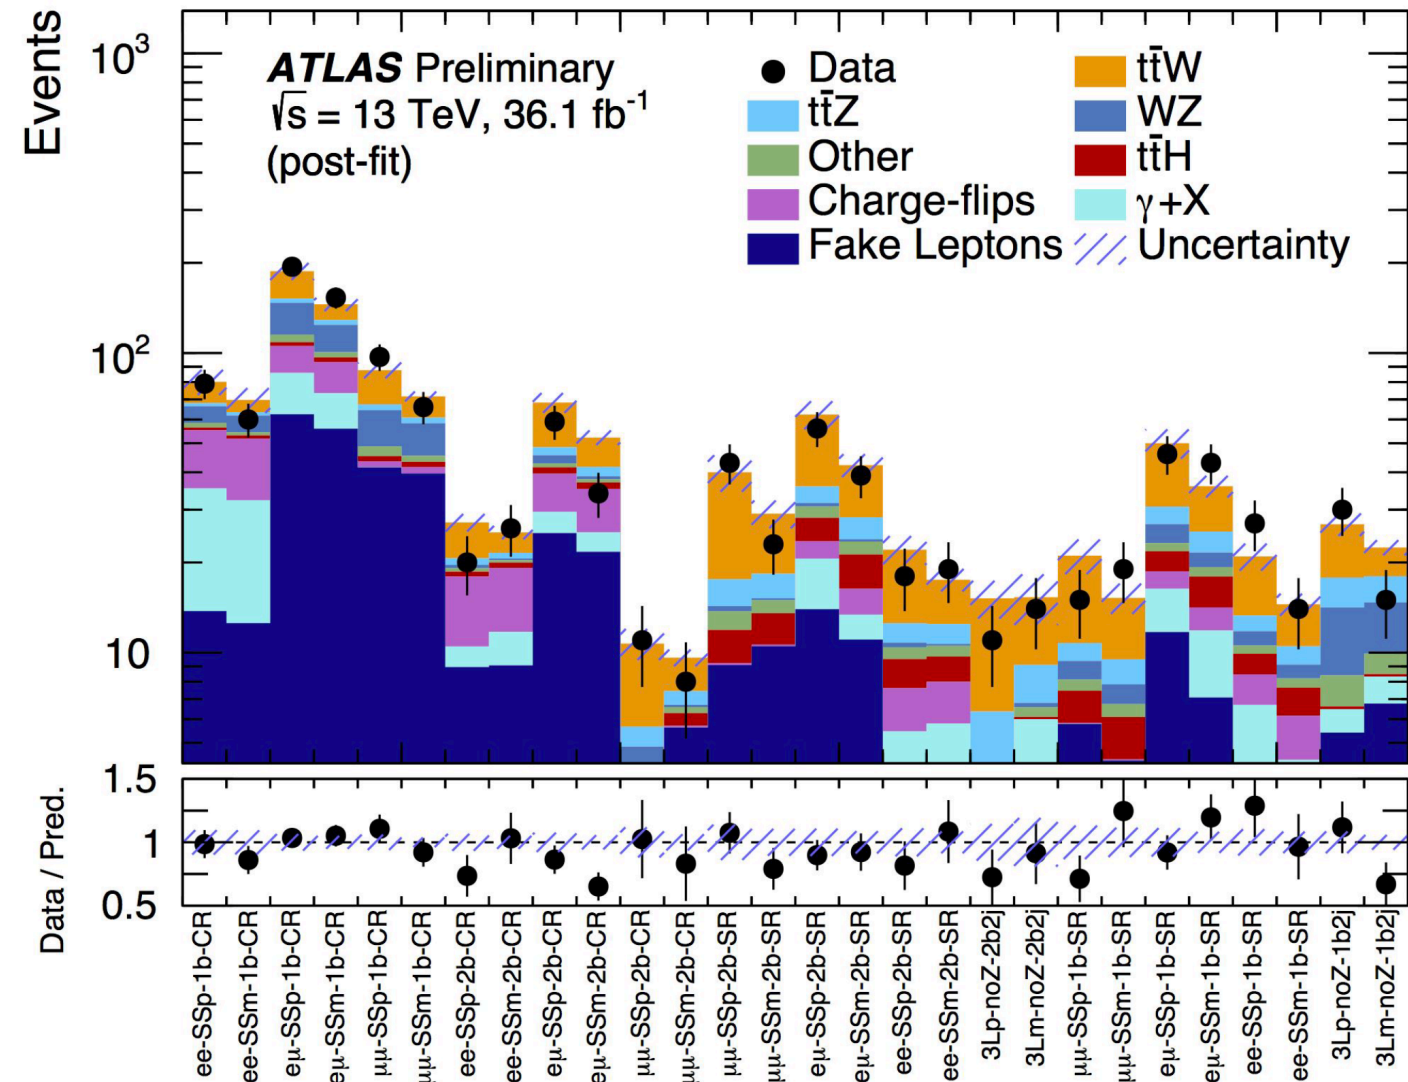 Events
10³
10²
10
ATLAS Preliminary
√s = 13 TeV, 36.1 fb⁻¹
(post-fit)
Data
tt̄W
tt̄Z
WZ
Other
tt̄H
Charge-flips
γ+X
Fake Leptons
Uncertainty
Data / Pred.
1.5
1
0.5
ee-SSp-1b-CR
ee-SSm-1b-CR
eμ-SSp-1b-CR
eμ-SSm-1b-CR
μμ-SSp-1b-CR
μμ-SSm-1b-CR
ee-SSp-2b-CR
ee-SSm-2b-CR
eμ-SSp-2b-CR
eμ-SSm-2b-CR
μμ-SSp-2b-CR
μμ-SSm-2b-CR
μμ-SSp-2b-SR
μμ-SSm-2b-SR
eμ-SSp-2b-SR
eμ-SSm-2b-SR
ee-SSp-2b-SR
ee-SSm-2b-SR
3Lp-noZ-2b2j
3Lm-noZ-2b2j
μμ-SSp-1b-SR
μμ-SSm-1b-SR
eμ-SSp-1b-SR
eμ-SSm-1b-SR
ee-SSp-1b-SR
ee-SSm-1b-SR
3Lp-noZ-1b2j
3Lm-noZ-1b2j